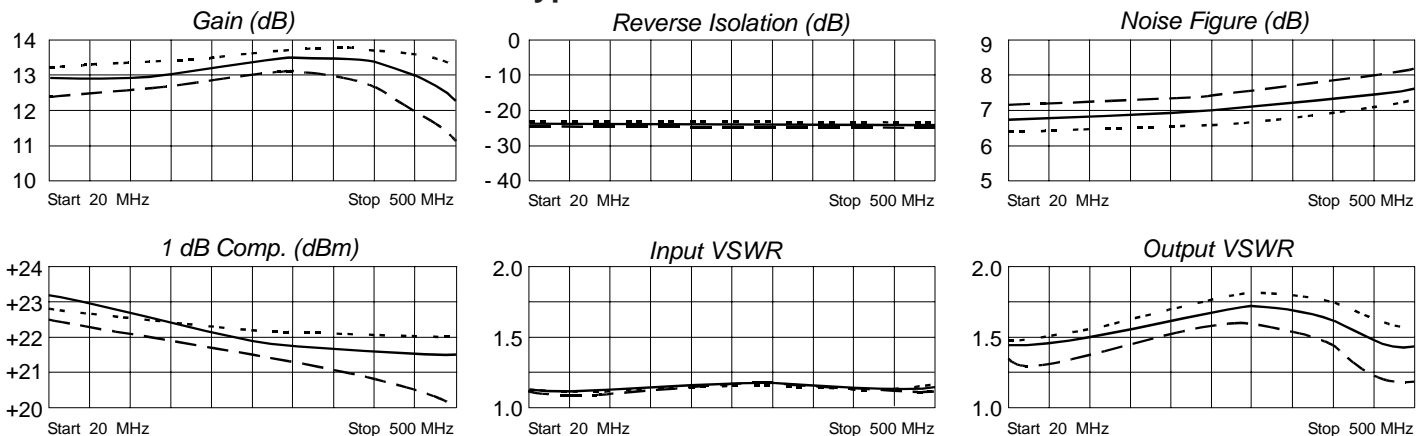 yp
Gain (dB)
14
13
12
11
10
Start 20 MHz
Stop 500 MHz
Reverse Isolation (dB)
0
- 10
- 20
- 30
- 40
Start 20 MHz
Stop 500 MHz
Noise Figure (dB)
9
8
7
6
5
Start 20 MHz
Stop 500 MHz
1 dB Comp. (dBm)
+24
+23
+22
+21
+20
Start 20 MHz
Stop 500 MHz
Input VSWR
2.0
1.5
1.0
Start 20 MHz
Stop 500 MHz
Output VSWR
2.0
1.5
1.0
Start 20 MHz
Stop 500 MHz